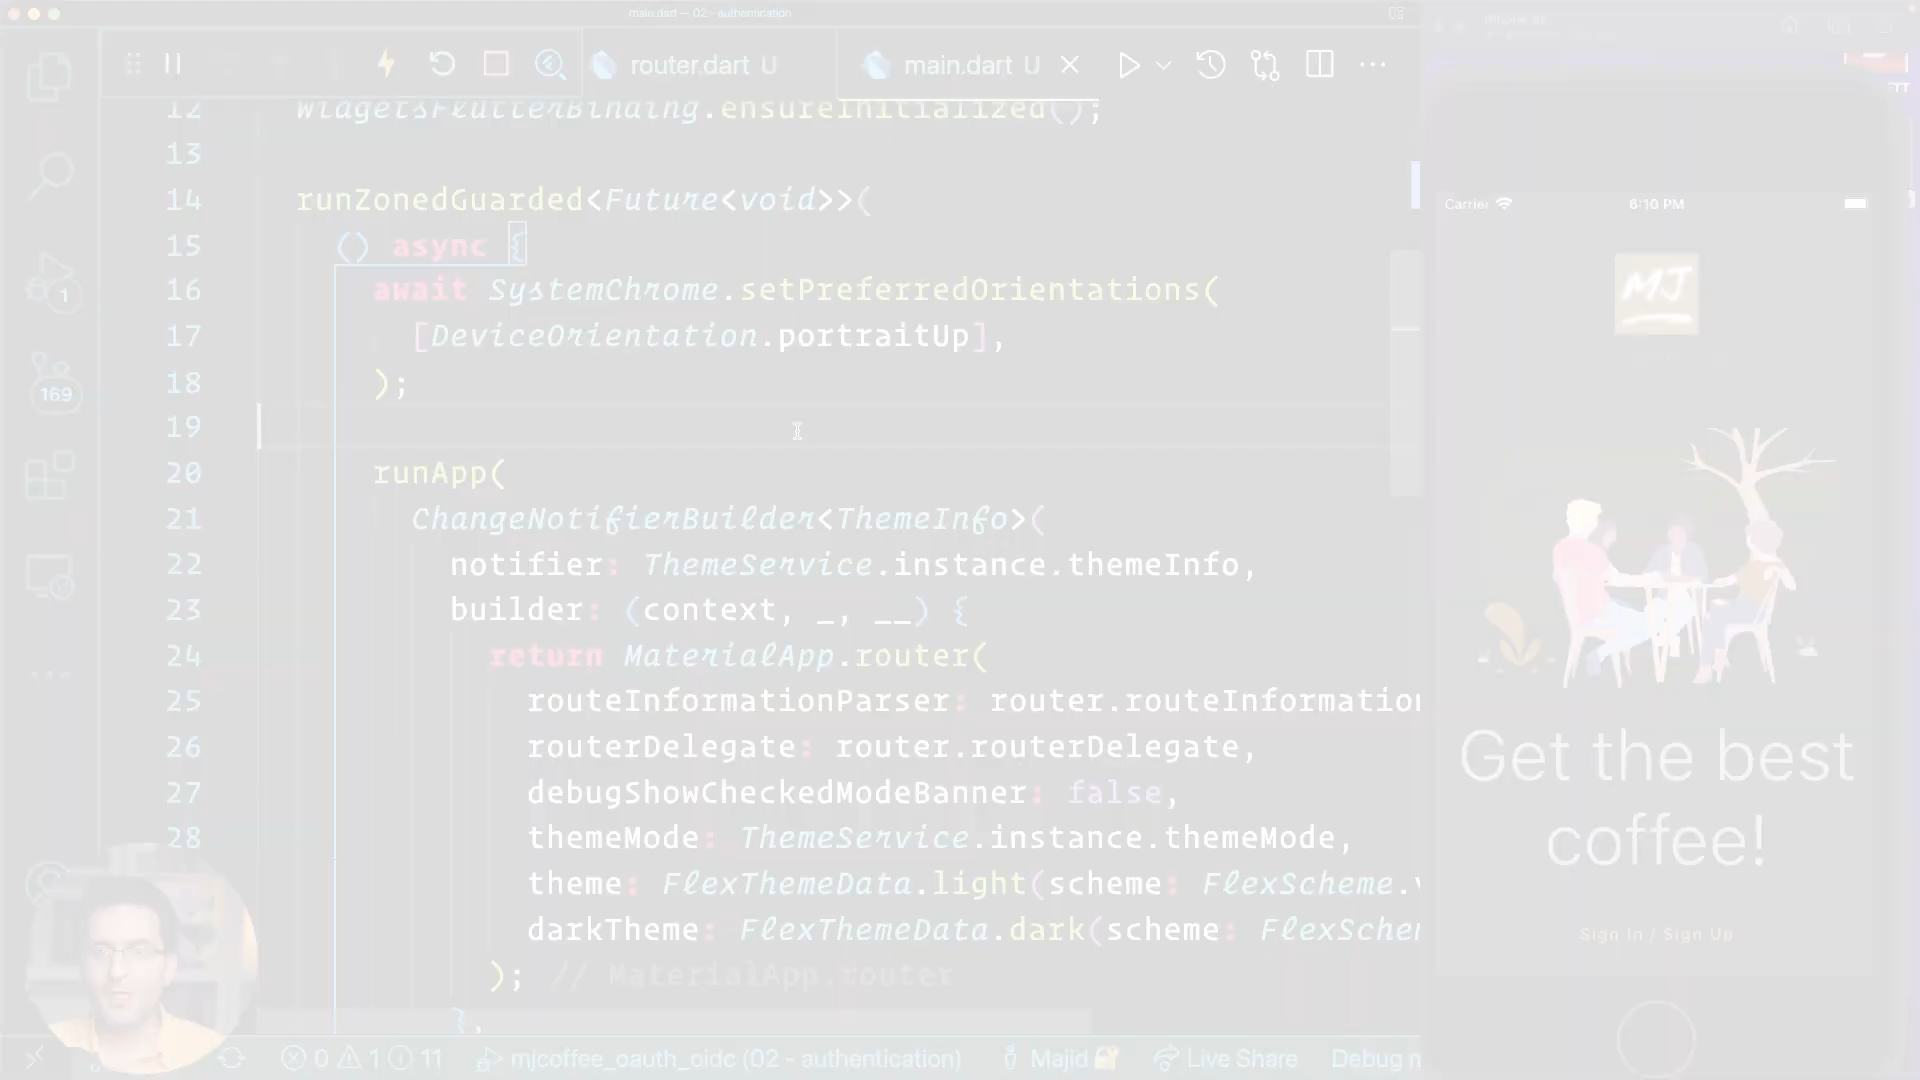 main.dart — 02 - authentication
router.dart U
main.dart U
12 WidgetsFlutterBinding.ensureInitialized();
13
14 runZonedGuarded<Future<void>>(
15 () async {
16 await SystemChrome.setPreferredOrientations(
17 [DeviceOrientation.portraitUp],
18 );
19
20 runApp(
21 ChangeNotifierBuilder<ThemeInfo>(
22 notifier: ThemeService.instance.themeInfo,
23 builder: (context, _, __) {
24 return MaterialApp.router(
25 routeInformationParser: router.routeInformation
26 routerDelegate: router.routerDelegate,
27 debugShowCheckedModeBanner: false,
28 themeMode: ThemeService.instance.themeMode,
theme: FlexThemeData.light(scheme: FlexScheme.
darkTheme: FlexThemeData.dark(scheme: FlexSchem
); // MaterialApp.router
},
1
169
0 1 11 mjcoffee_oauth_oidc (02 - authentication) Majid Live Share Debug
Carrier 6:10 PM
MJ
Get the best
coffee!
Sign In / Sign Up